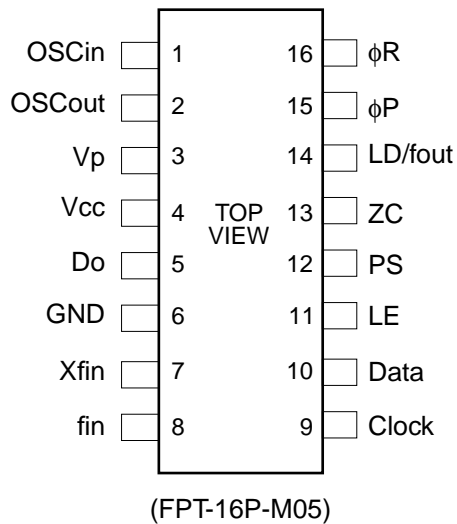 OSCin 1 16 ϕR
OSCout 2 15 ϕP
Vp 3 14 LD/fout
Vcc 4 TOP VIEW 13 ZC
Do 5 12 PS
GND 6 11 LE
Xfin 7 10 Data
fin 8 9 Clock
(FPT-16P-M05)